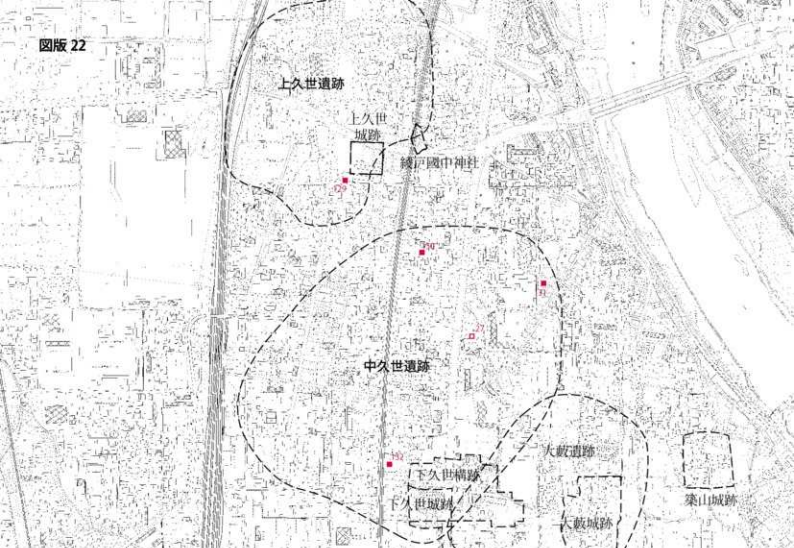 図版 22
上久世遺跡
上久世
城跡
綾戸國中神社
129
130
131
27
中久世遺跡
132
下久世構跡
下久世城跡
大藪遺跡
大藪城跡
築山城跡